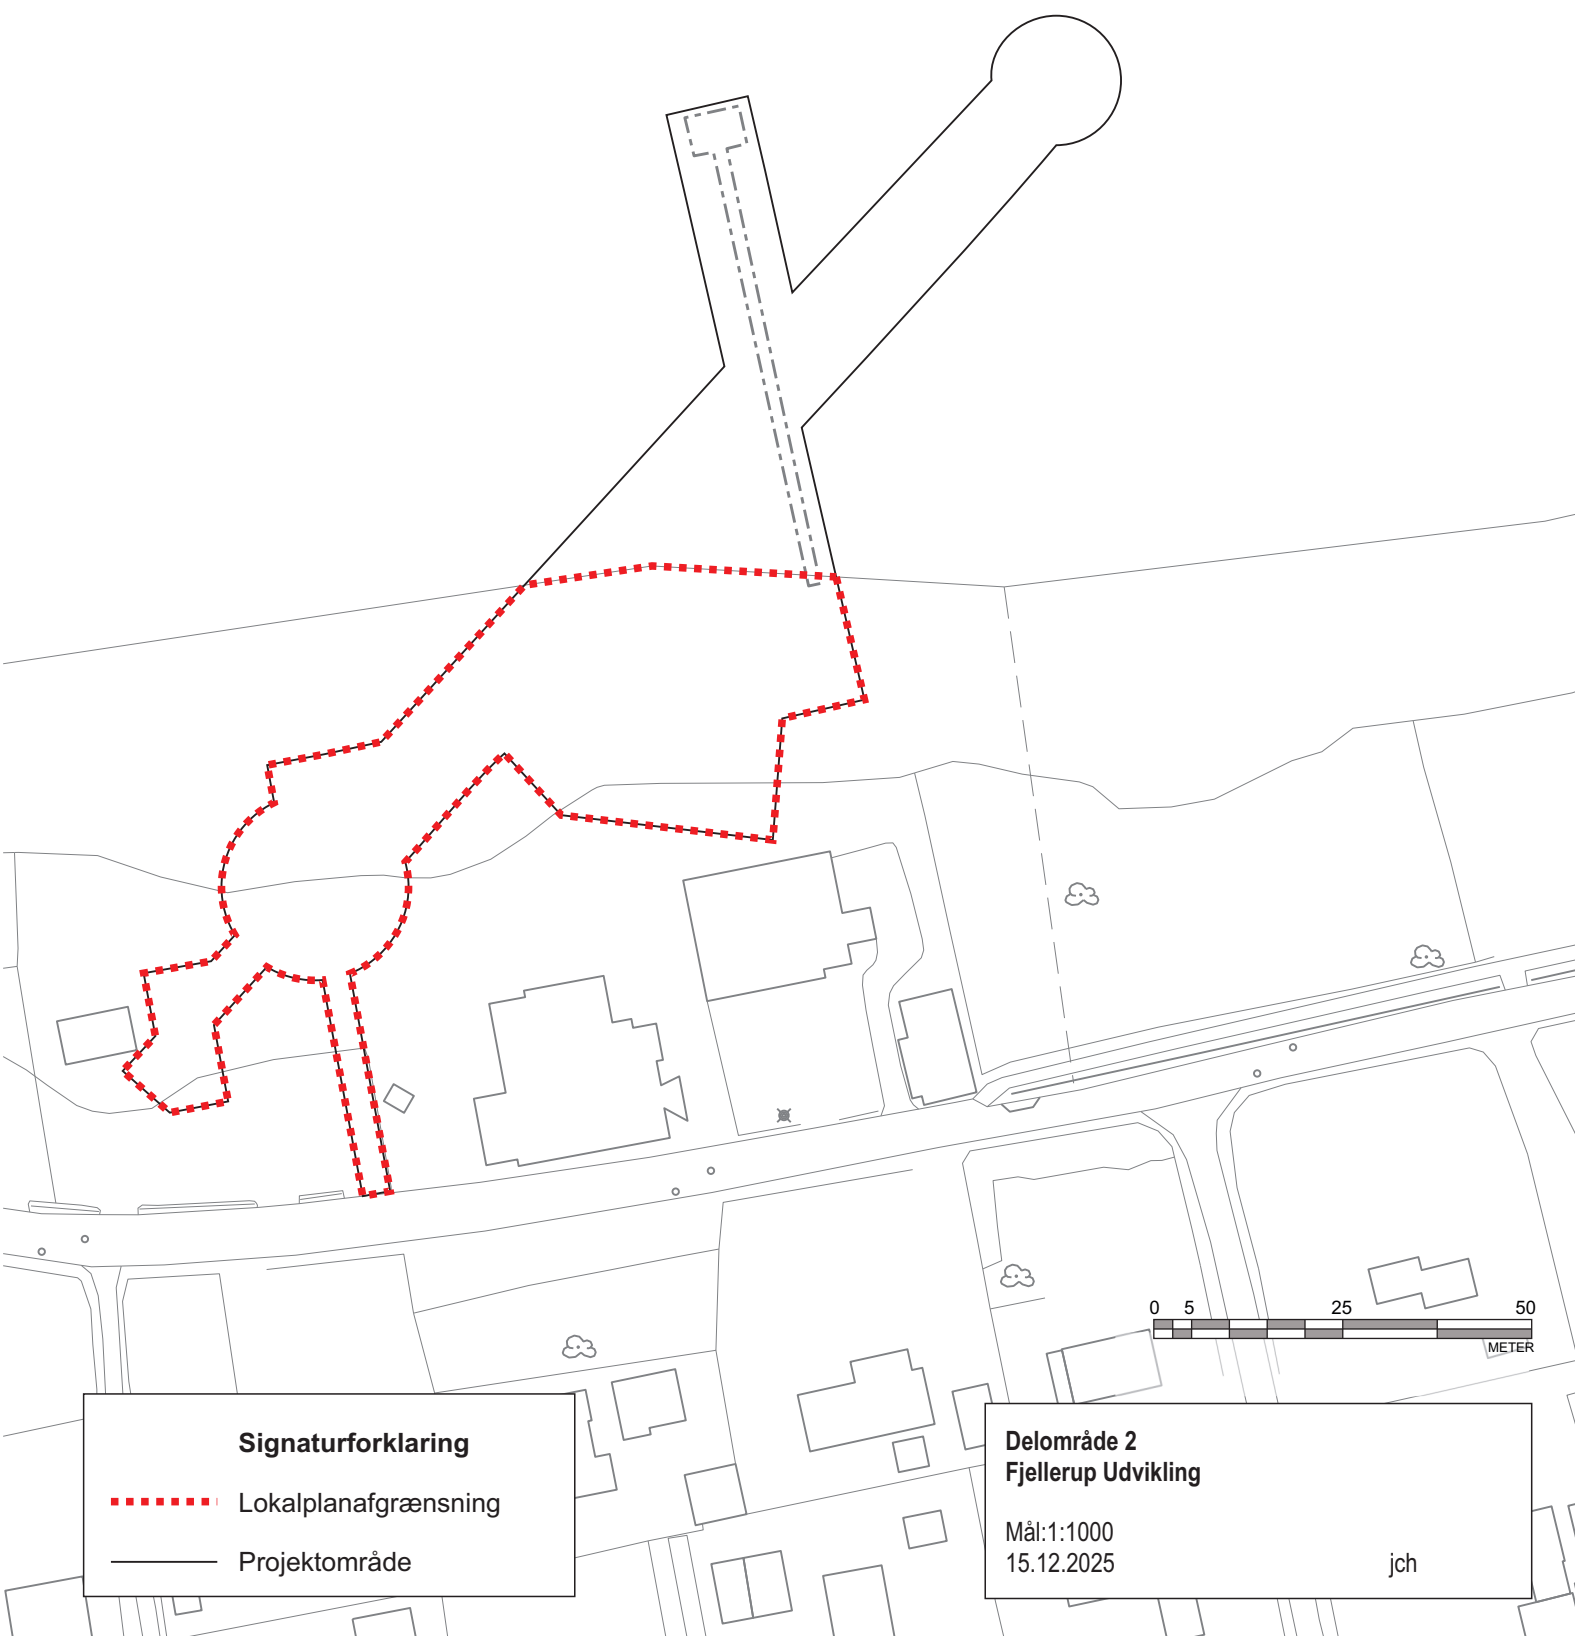 0 5 25 50
METER
Signaturforklaring
Lokalplanafgrænsning
Projektområde
Delområde 2
Fjellerup Udvikling
Mål:1:1000
15.12.2025 jch